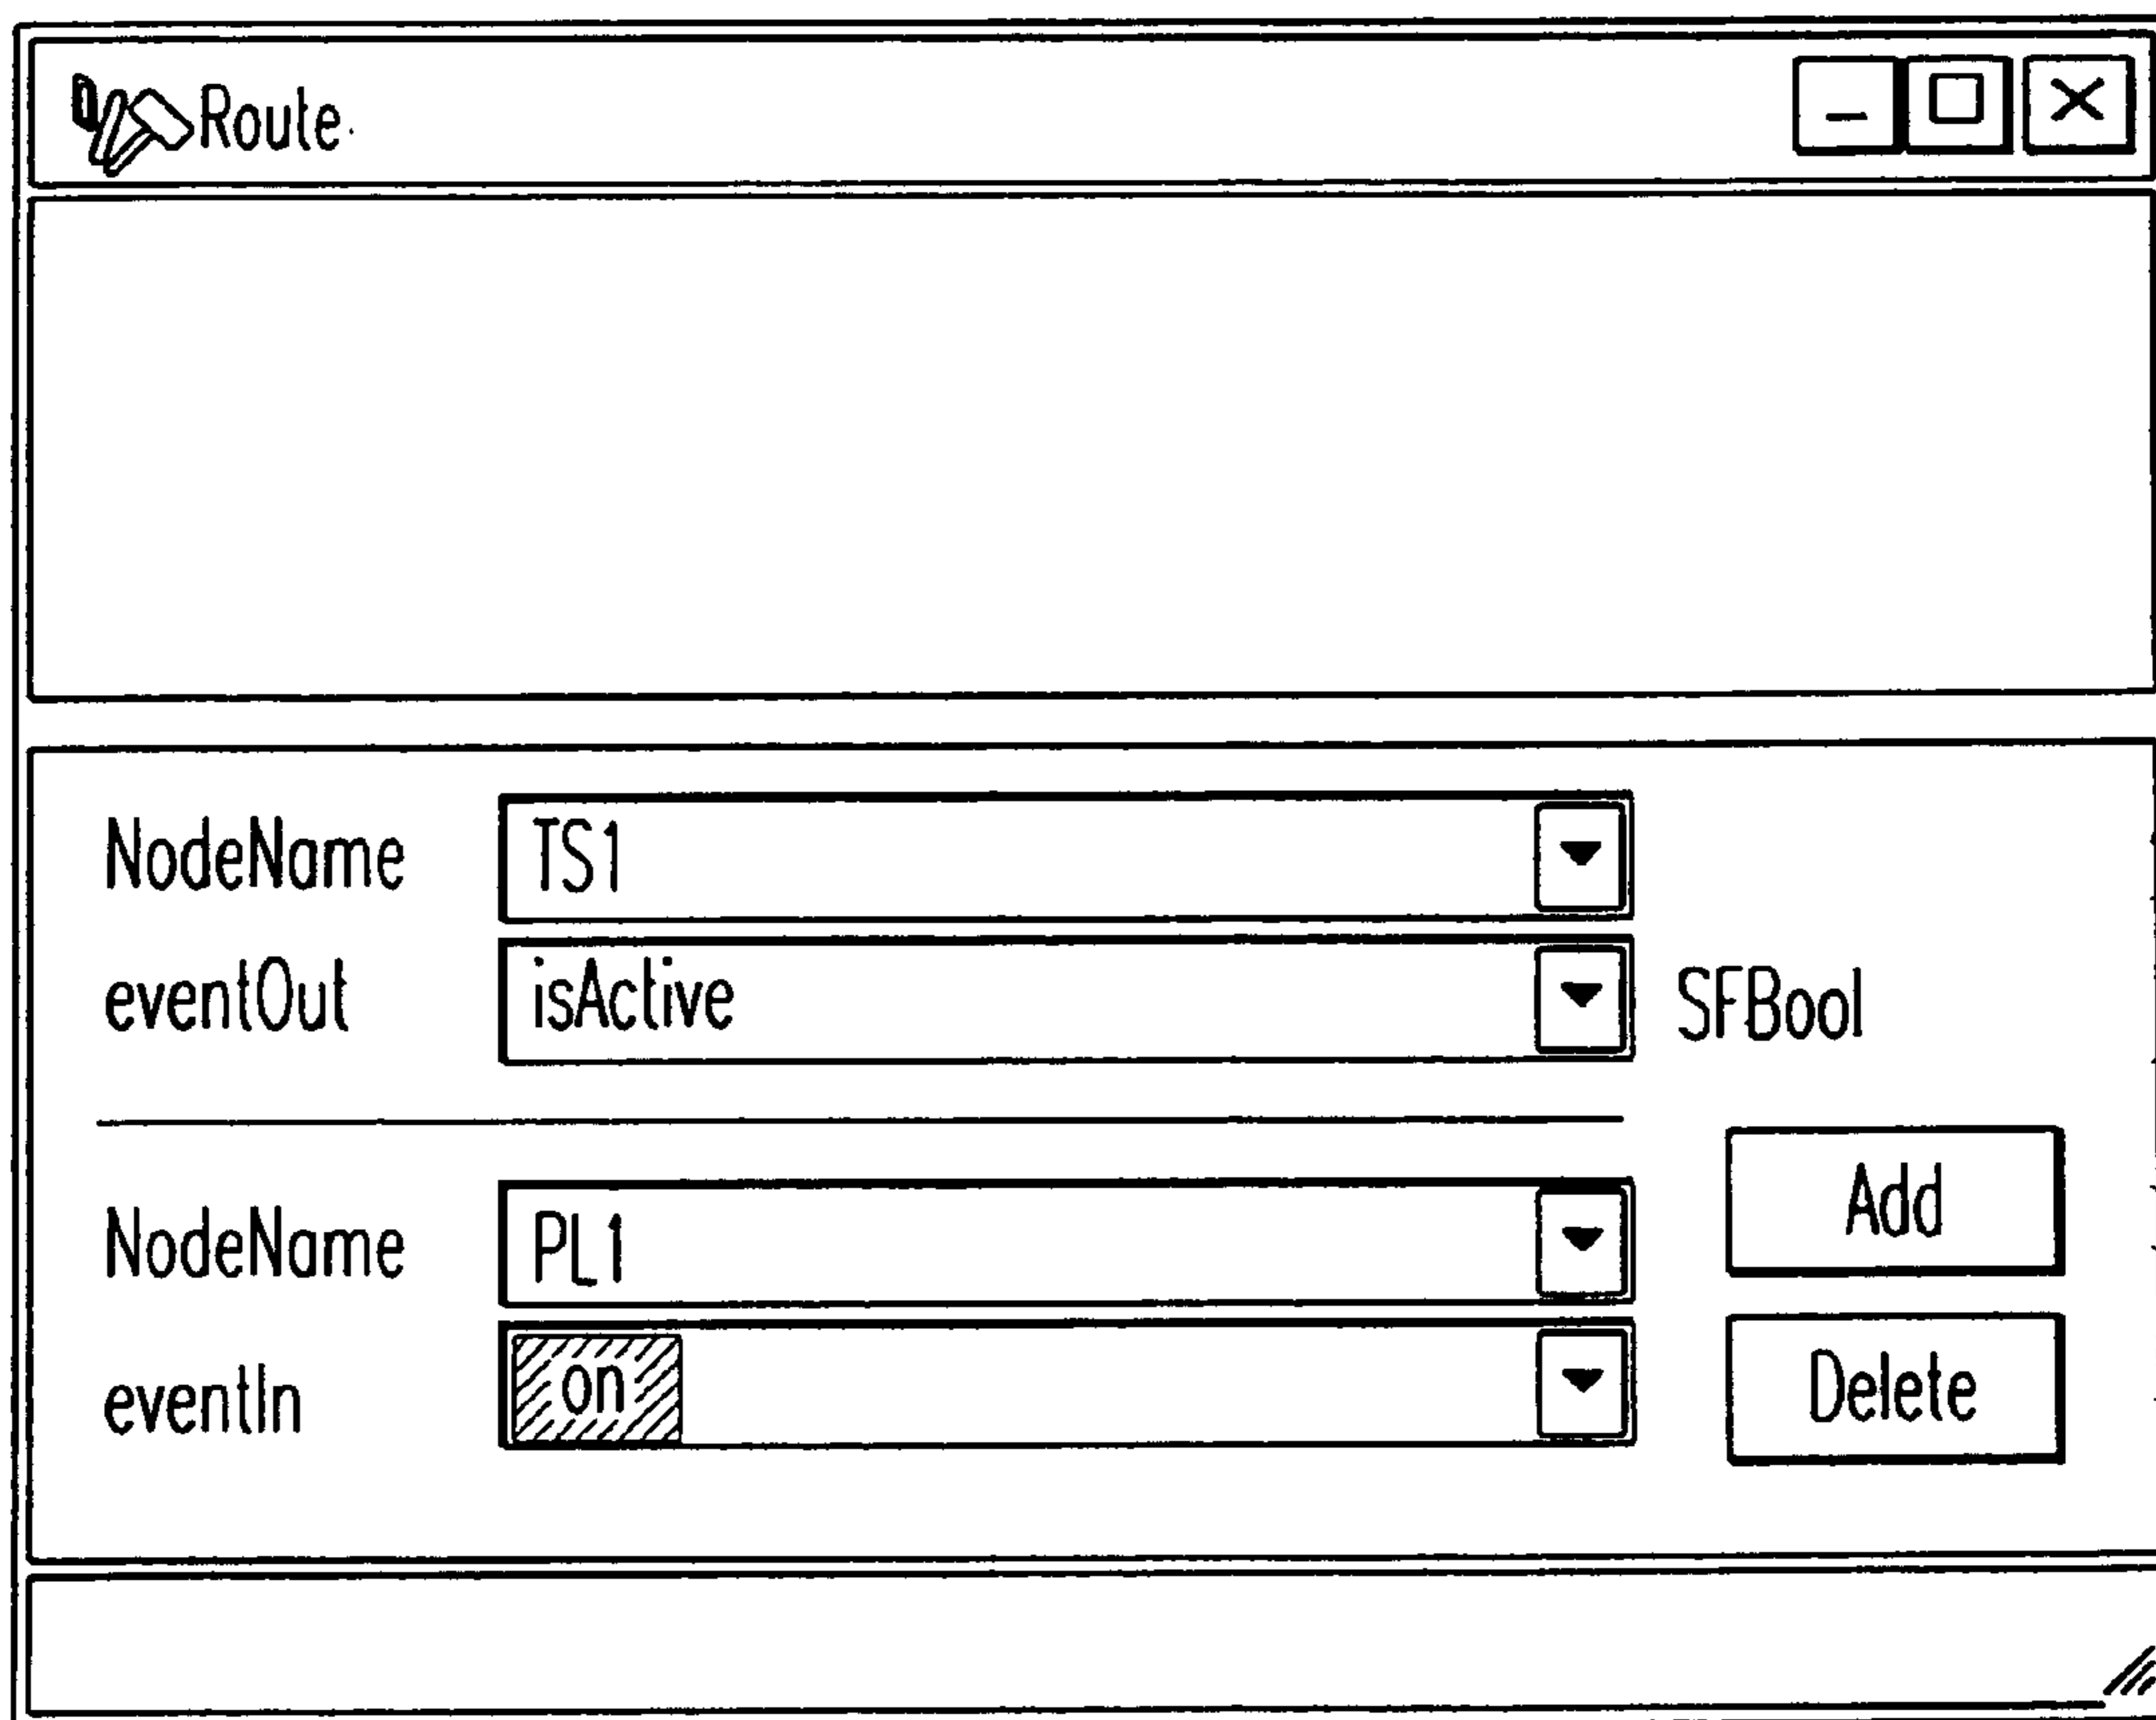 Route
NodeName TS1
eventOut isActive SFBool
NodeName PL1
Add
eventIn on
Delete